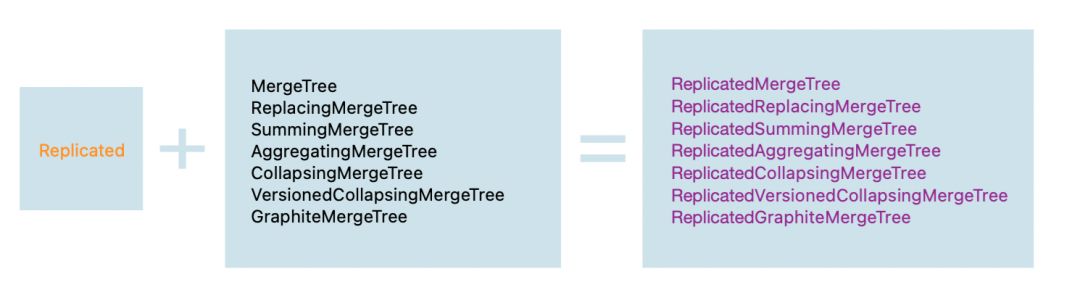 Replicated
+
MergeTree
ReplacingMergeTree
SummingMergeTree
AggregatingMergeTree
CollapsingMergeTree
VersionedCollapsingMergeTree
GraphiteMergeTree
=
ReplicatedMergeTree
ReplicatedReplacingMergeTree
ReplicatedSummingMergeTree
ReplicatedAggregatingMergeTree
ReplicatedCollapsingMergeTree
ReplicatedVersionedCollapsingMergeTree
ReplicatedGraphiteMergeTree